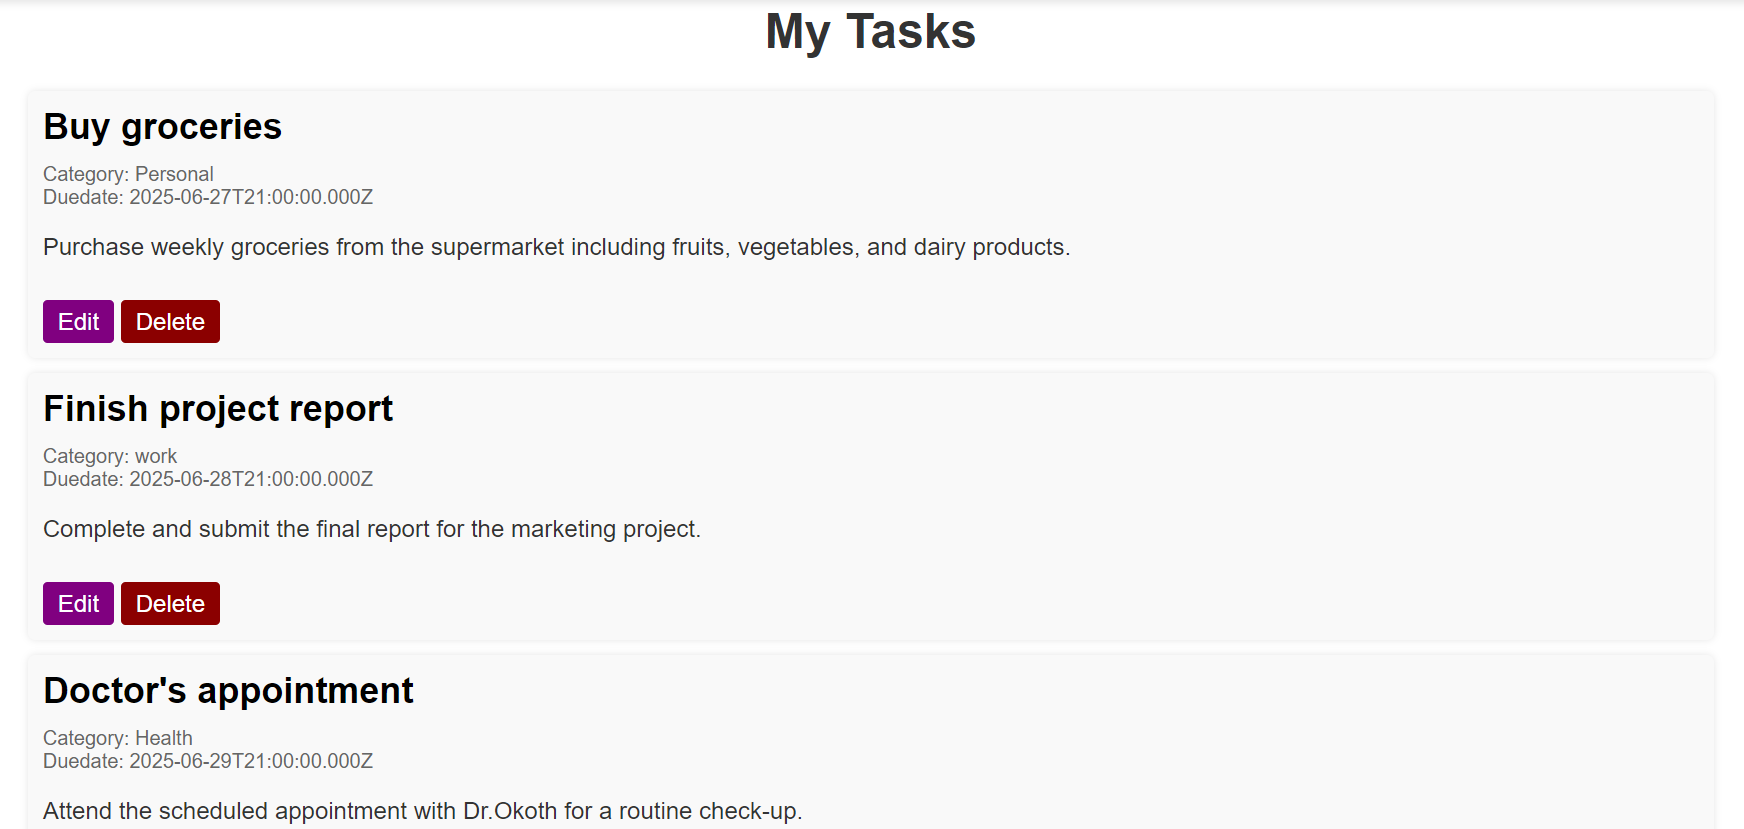 My Tasks
Buy groceries
Category: Personal
Duedate: 2025-06-27T21:00:00.000Z
Purchase weekly groceries from the supermarket including fruits, vegetables, and dairy products.
Edit Delete
Finish project report
Category: work
Duedate: 2025-06-28T21:00:00.000Z
Complete and submit the final report for the marketing project.
Edit Delete
Doctor's appointment
Category: Health
Duedate: 2025-06-29T21:00:00.000Z
Attend the scheduled appointment with Dr.Okoth for a routine check-up.